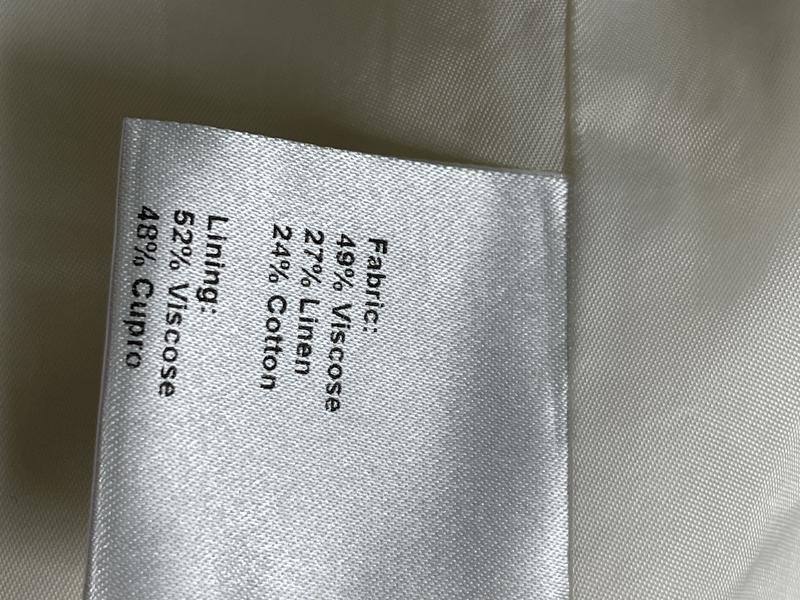 Fabric:
49% Viscose
27% Linen
24% Cotton
Lining:
52% Viscose
48% Cupro